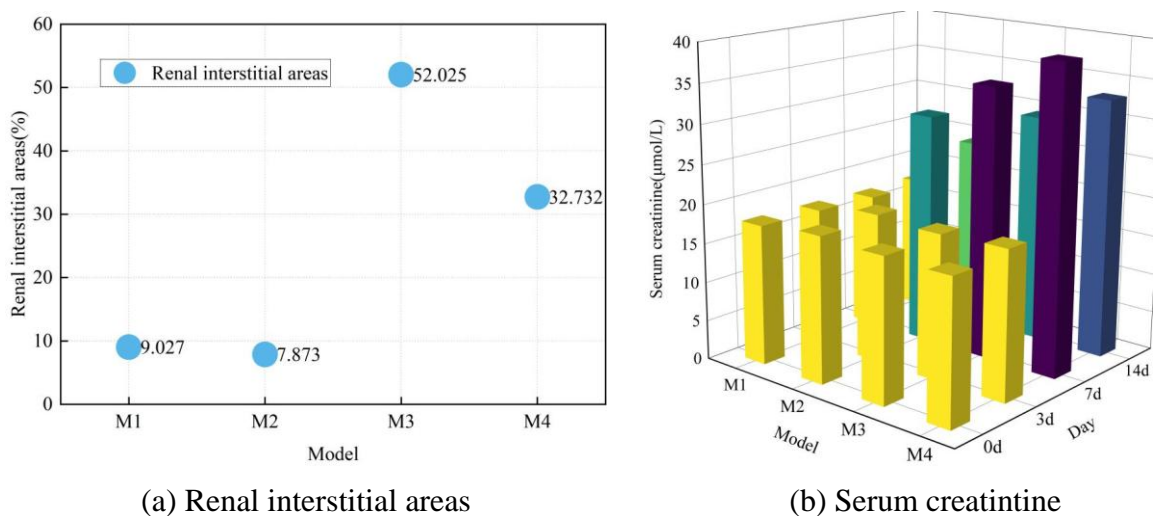 60
50
40
30
20
10
0
Renal interstitial areas(%)
Renal interstitial areas
9.027
7.873
52.025
32.732
M1
M2
M3
M4
Model
(a) Renal interstitial areas
40
35
30
25
20
15
10
5
0
Serum creatinine(μmol/L)
M1
M2
M3
M4
Model
0d
3d
7d
14d
Day
(b) Serum creatintine